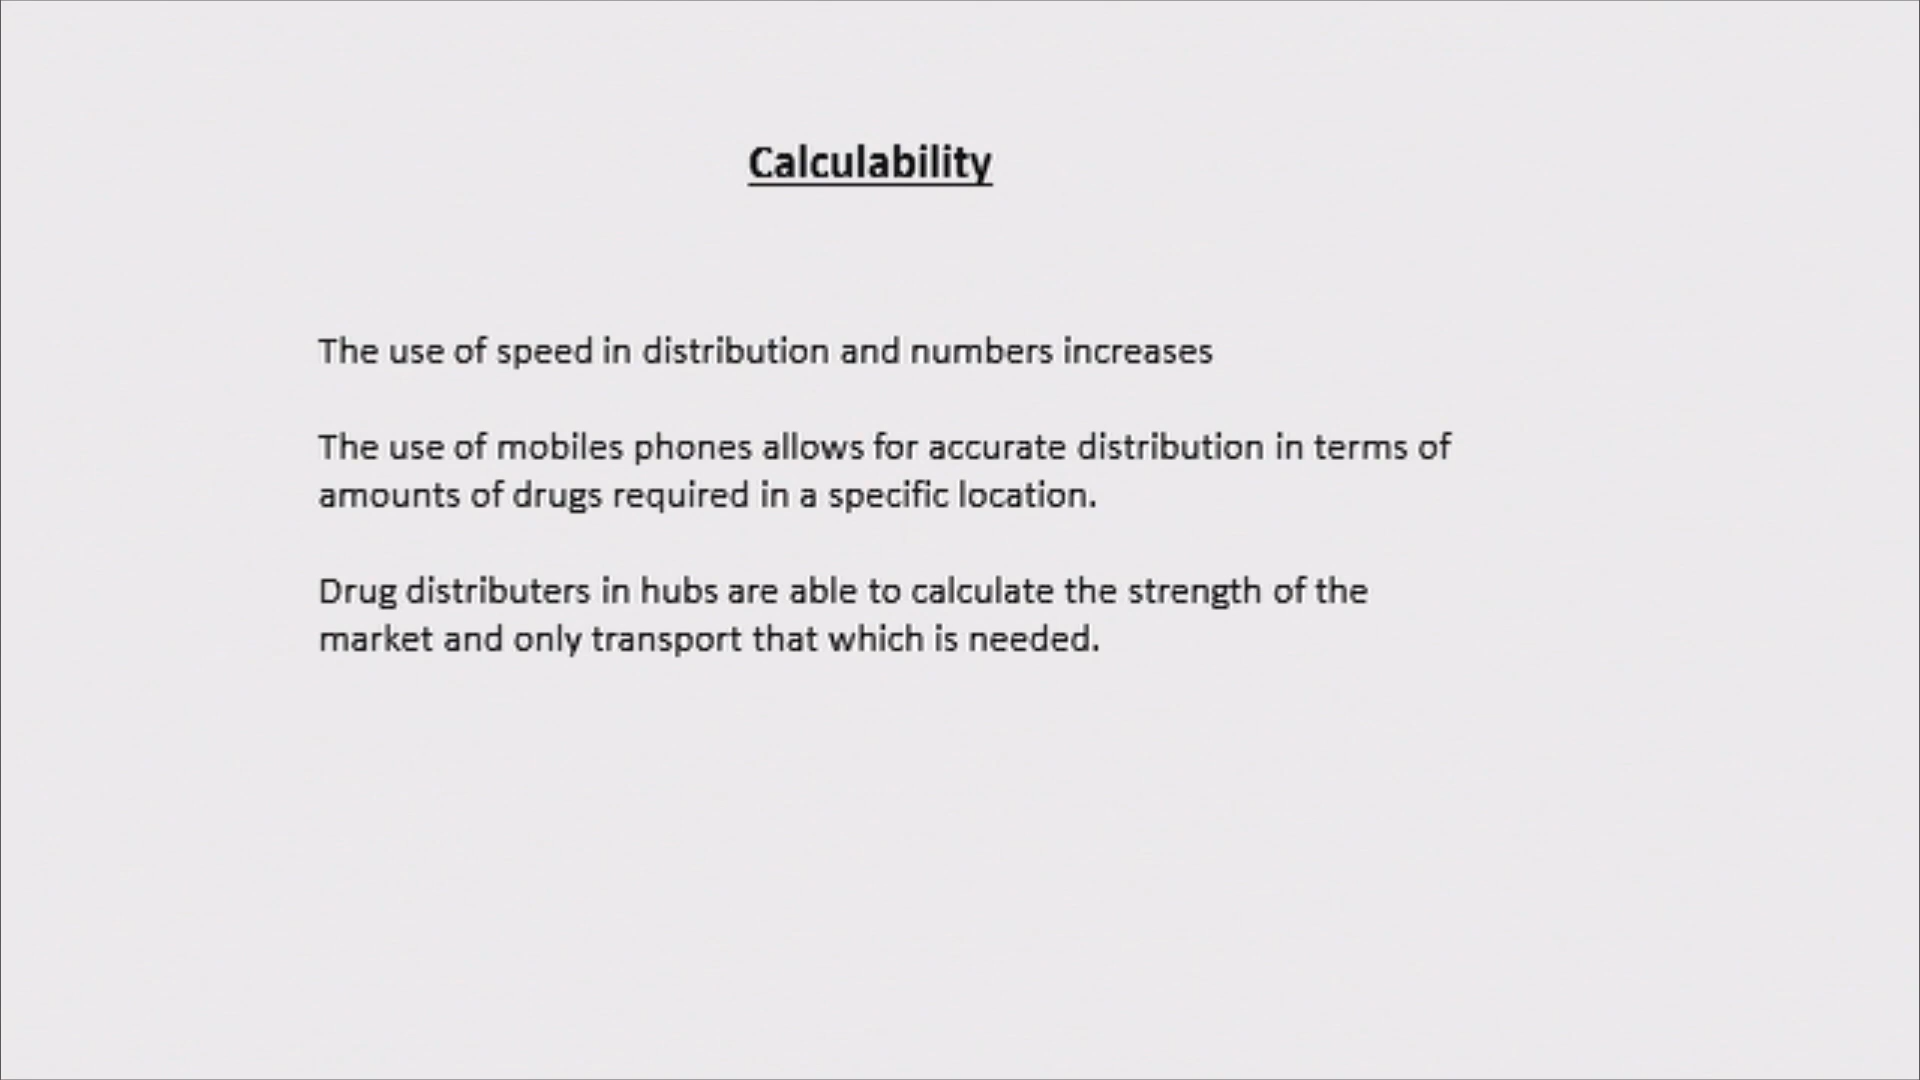 Calculability
The use of speed in distribution and numbers increases
The use of mobiles phones allows for accurate distribution in terms of
amounts of drugs required in a specific location.
Drug distributers in hubs are able to calculate the strength of the
market and only transport that which is needed.